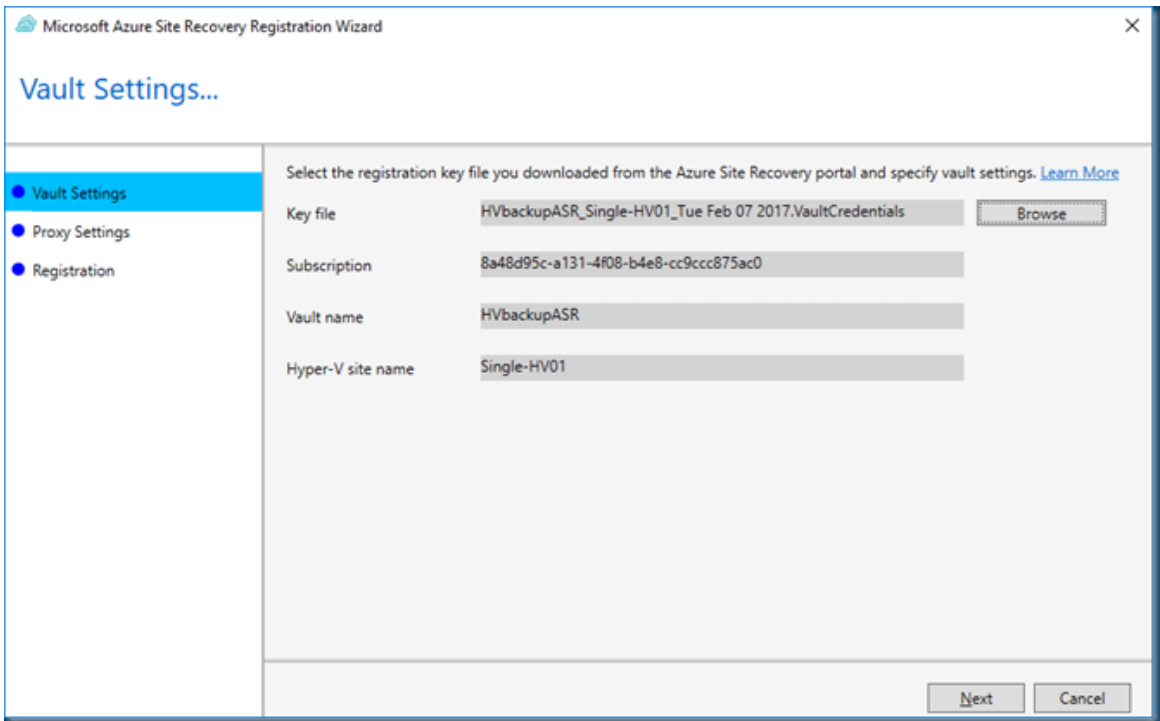 Microsoft Azure Site Recovery Registration Wizard
Vault Settings...
Vault Settings
Proxy Settings
Registration
Select the registration key file you downloaded from the Azure Site Recovery portal and specify vault settings. Learn More
Key file HVbackupASR_Single-HV01_Tue Feb 07 2017.VaultCredentials Browse
Subscription 8a48d95c-a131-4f08-b4e8-cc9ccc875ac0
Vault name HVbackupASR
Hyper-V site name Single-HV01
Next Cancel